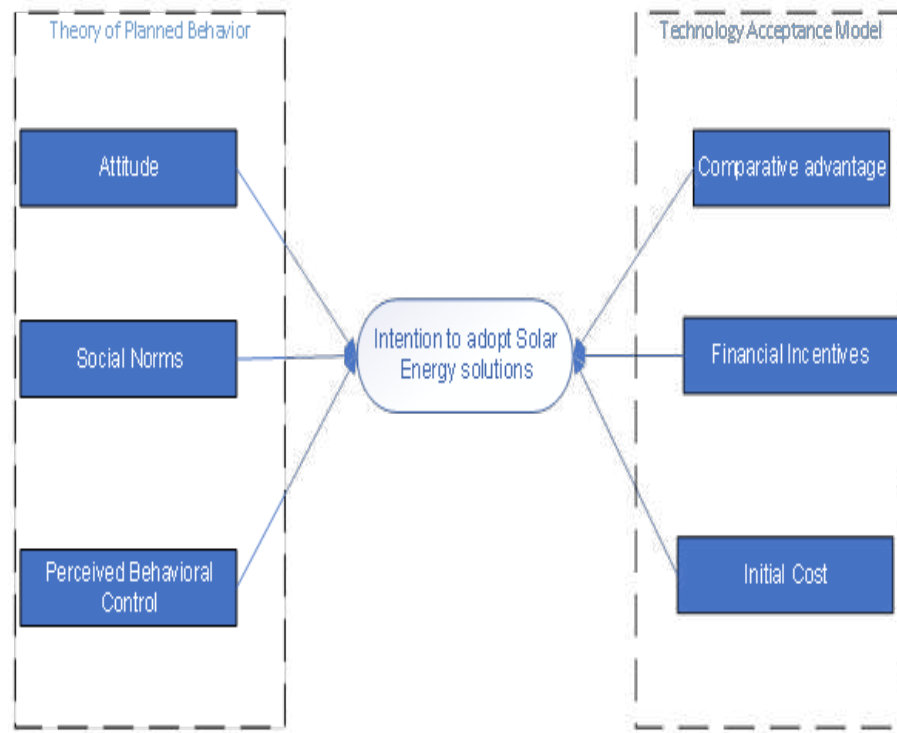 Theory of Planned Behavior
Technology Acceptance Model
Attitude
Comparative advantage
Social Norms
Intention to adopt Solar
Energy solutions
Financial Incentives
Perceived Behavioral
Control
Initial Cost